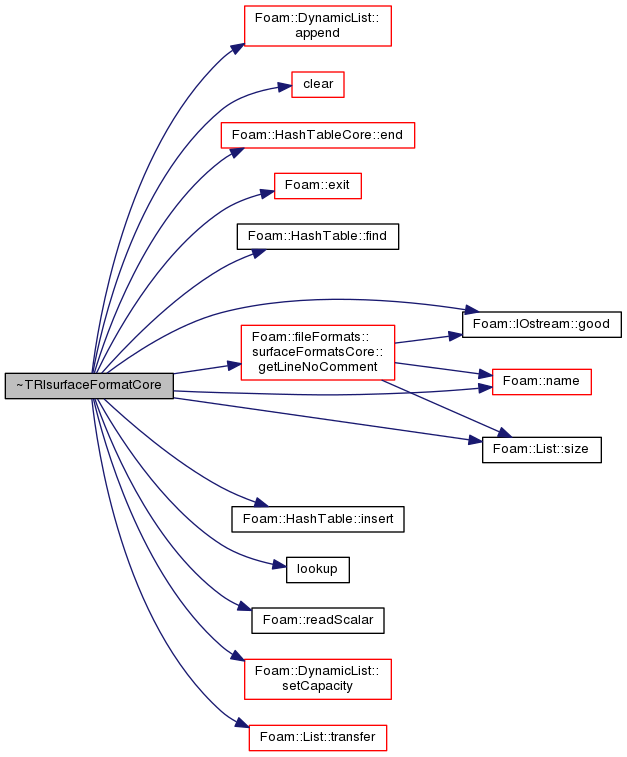 Foam::DynamicList::
append
clear
Foam::HashTableCore::end
Foam::exit
Foam::HashTable::find
Foam::IOstream::good
Foam::fileFormats::
surfaceFormatsCore::
getLineNoComment
~TRIsurfaceFormatCore
Foam::name
Foam::List::size
Foam::HashTable::insert
lookup
Foam::readScalar
Foam::DynamicList::
setCapacity
Foam::List::transfer